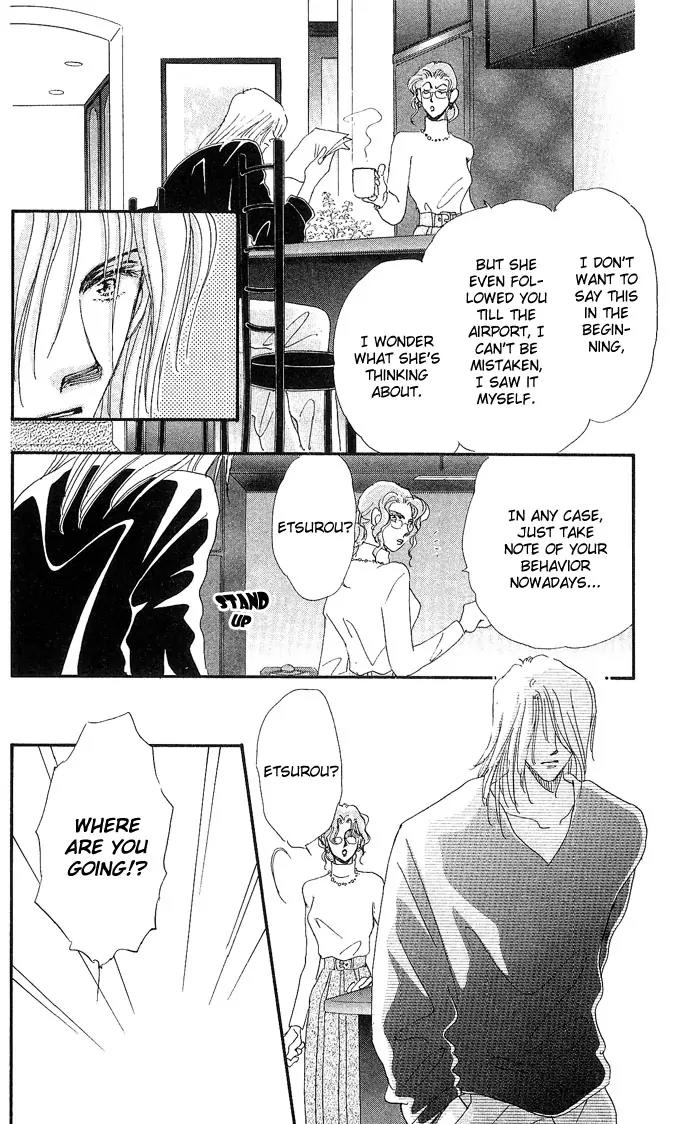 I DON'T
WANT TO
SAY THIS
IN THE
BEGIN-
NING,
BUT SHE
EVEN FOL-
LOWED YOU
TILL THE
AIRPORT, I
CAN'T BE
MISTAKEN,
I SAW IT
MYSELF.
I WONDER
WHAT SHE'S
THINKING
ABOUT.
IN ANY CASE,
JUST TAKE
NOTE OF YOUR
BEHAVIOR
NOWADAYS...
ETSUROU?
STAND
UP
ETSUROU?
WHERE
ARE YOU
GOING!?